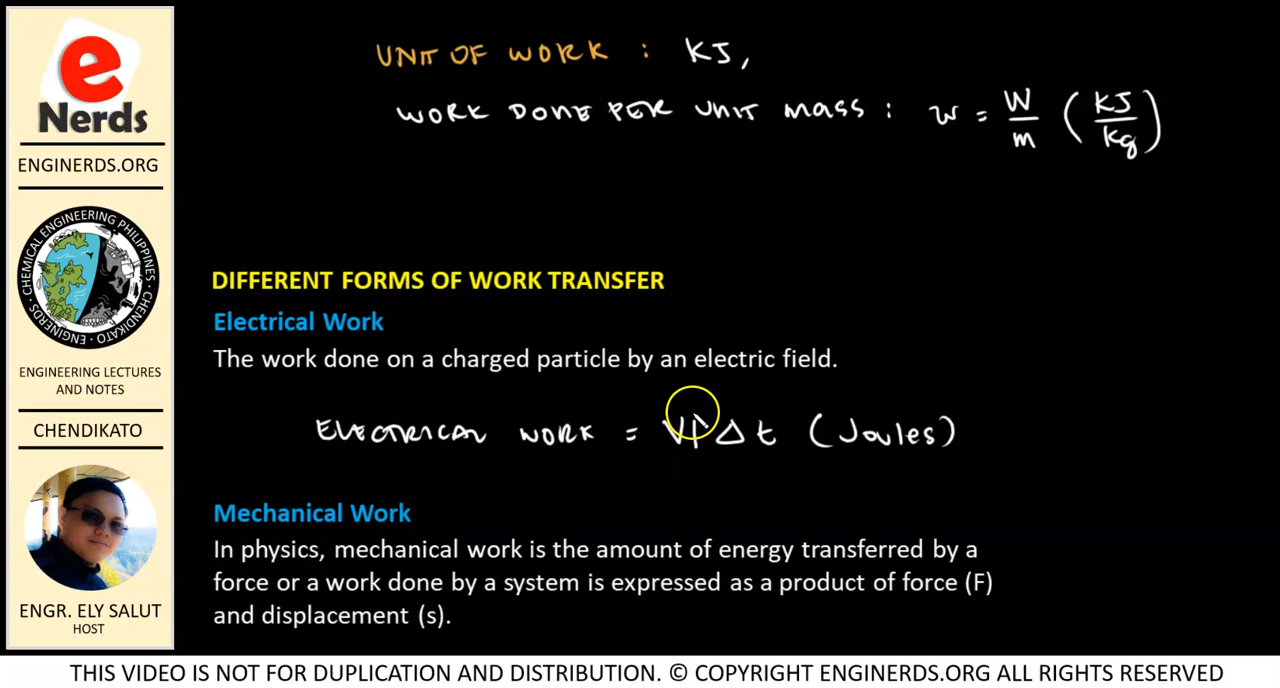 e
Nerds
ENGINERDS.ORG
CHEMICAL ENGINEERING PHILIPPINES
CHENDIKATO · ENGINERDS
ENGINEERING LECTURES
AND NOTES
CHENDIKATO
ENGR. ELY SALUT
HOST
UNIT OF WORK : KJ,
WORK DONE PER UNIT MASS : w = W/m (KJ/kg)
DIFFERENT FORMS OF WORK TRANSFER
Electrical Work
The work done on a charged particle by an electric field.
ELECTRICAL WORK = VI Δt (Joules)
Mechanical Work
In physics, mechanical work is the amount of energy transferred by a
force or a work done by a system is expressed as a product of force (F)
and displacement (s).
THIS VIDEO IS NOT FOR DUPLICATION AND DISTRIBUTION. © COPYRIGHT ENGINERDS.ORG ALL RIGHTS RESERVED